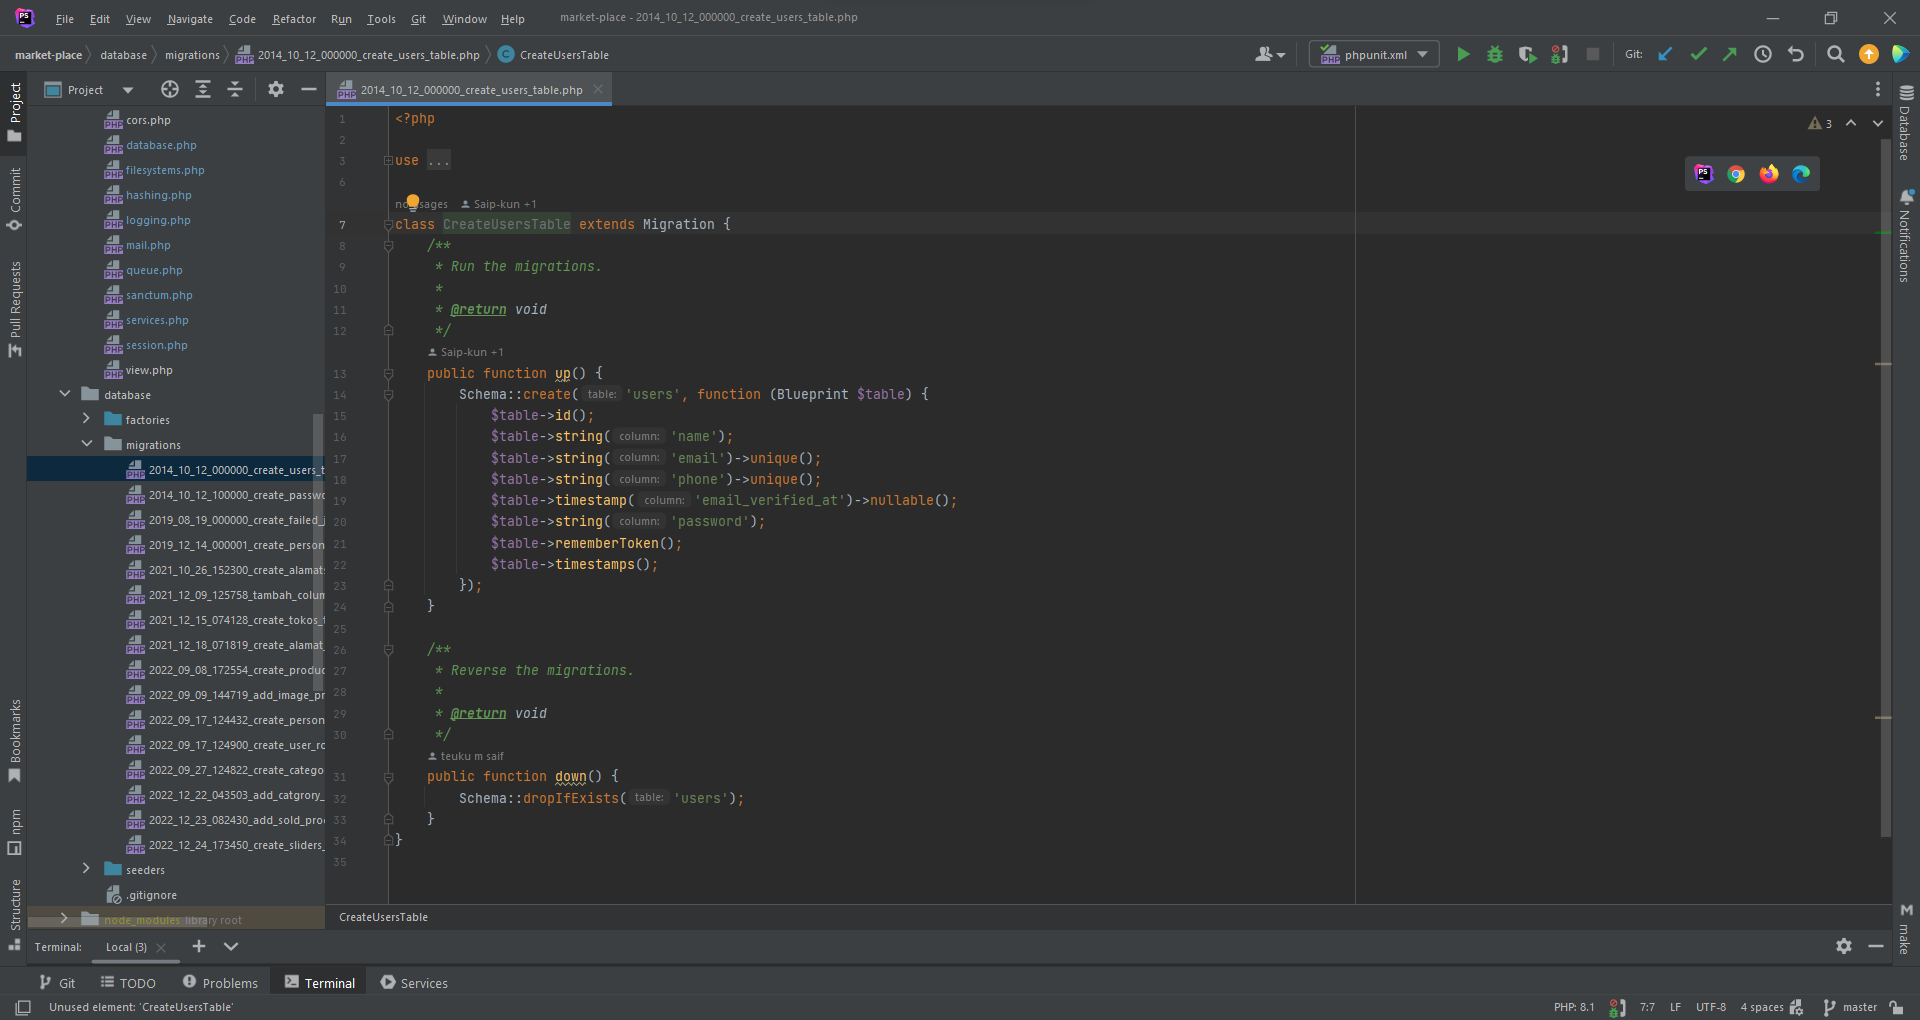 File Edit View Navigate Code Refactor Run Tools Git Window Help market-place - 2014_10_12_000000_create_users_table.php
market-place database migrations 2014_10_12_000000_create_users_table.php CreateUsersTable phpunit.xml Git:
Project
2014_10_12_000000_create_users_table.php
Project
Commit
Pull Requests
Bookmarks
npm
Structure
cors.php
database.php
filesystems.php
hashing.php
logging.php
mail.php
queue.php
sanctum.php
services.php
session.php
view.php
database
factories
migrations
2014_10_12_000000_create_users_t
2014_10_12_100000_create_passwo
2019_08_19_000000_create_failed_j
2019_12_14_000001_create_person
2021_10_26_152300_create_alamat
2021_12_09_125758_tambah_colum
2021_12_15_074128_create_tokos_t
2021_12_18_071819_create_alamat_
2022_09_08_172554_create_produc
2022_09_09_144719_add_image_pr
2022_09_17_124432_create_person
2022_09_17_124900_create_user_ro
2022_09_27_124822_create_catego
2022_12_22_043503_add_catgrory_
2022_12_23_082430_add_sold_pro
2022_12_24_173450_create_sliders_
seeders
.gitignore
node_modules library root
3
1 <?php
2
3 use ...
6
Saip-kun +1
7 class CreateUsersTable extends Migration {
8 /**
9 * Run the migrations.
10 *
11 * @return void
12 */
Saip-kun +1
13 public function up() {
14 Schema::create( table: 'users', function (Blueprint $table) {
15 $table->id();
16 $table->string( column: 'name');
17 $table->string( column: 'email')->unique();
18 $table->string( column: 'phone')->unique();
19 $table->timestamp( column: 'email_verified_at')->nullable();
20 $table->string( column: 'password');
21 $table->rememberToken();
22 $table->timestamps();
23 });
24 }
25
26 /**
27 * Reverse the migrations.
28 *
29 * @return void
30 */
teuku m saif
31 public function down() {
32 Schema::dropIfExists( table: 'users');
33 }
34 }
35
CreateUsersTable
Database
Notifications
make
Terminal: Local (3)
Git TODO Problems Terminal Services
Unused element: 'CreateUsersTable' PHP: 8.1 7:7 LF UTF-8 4 spaces master